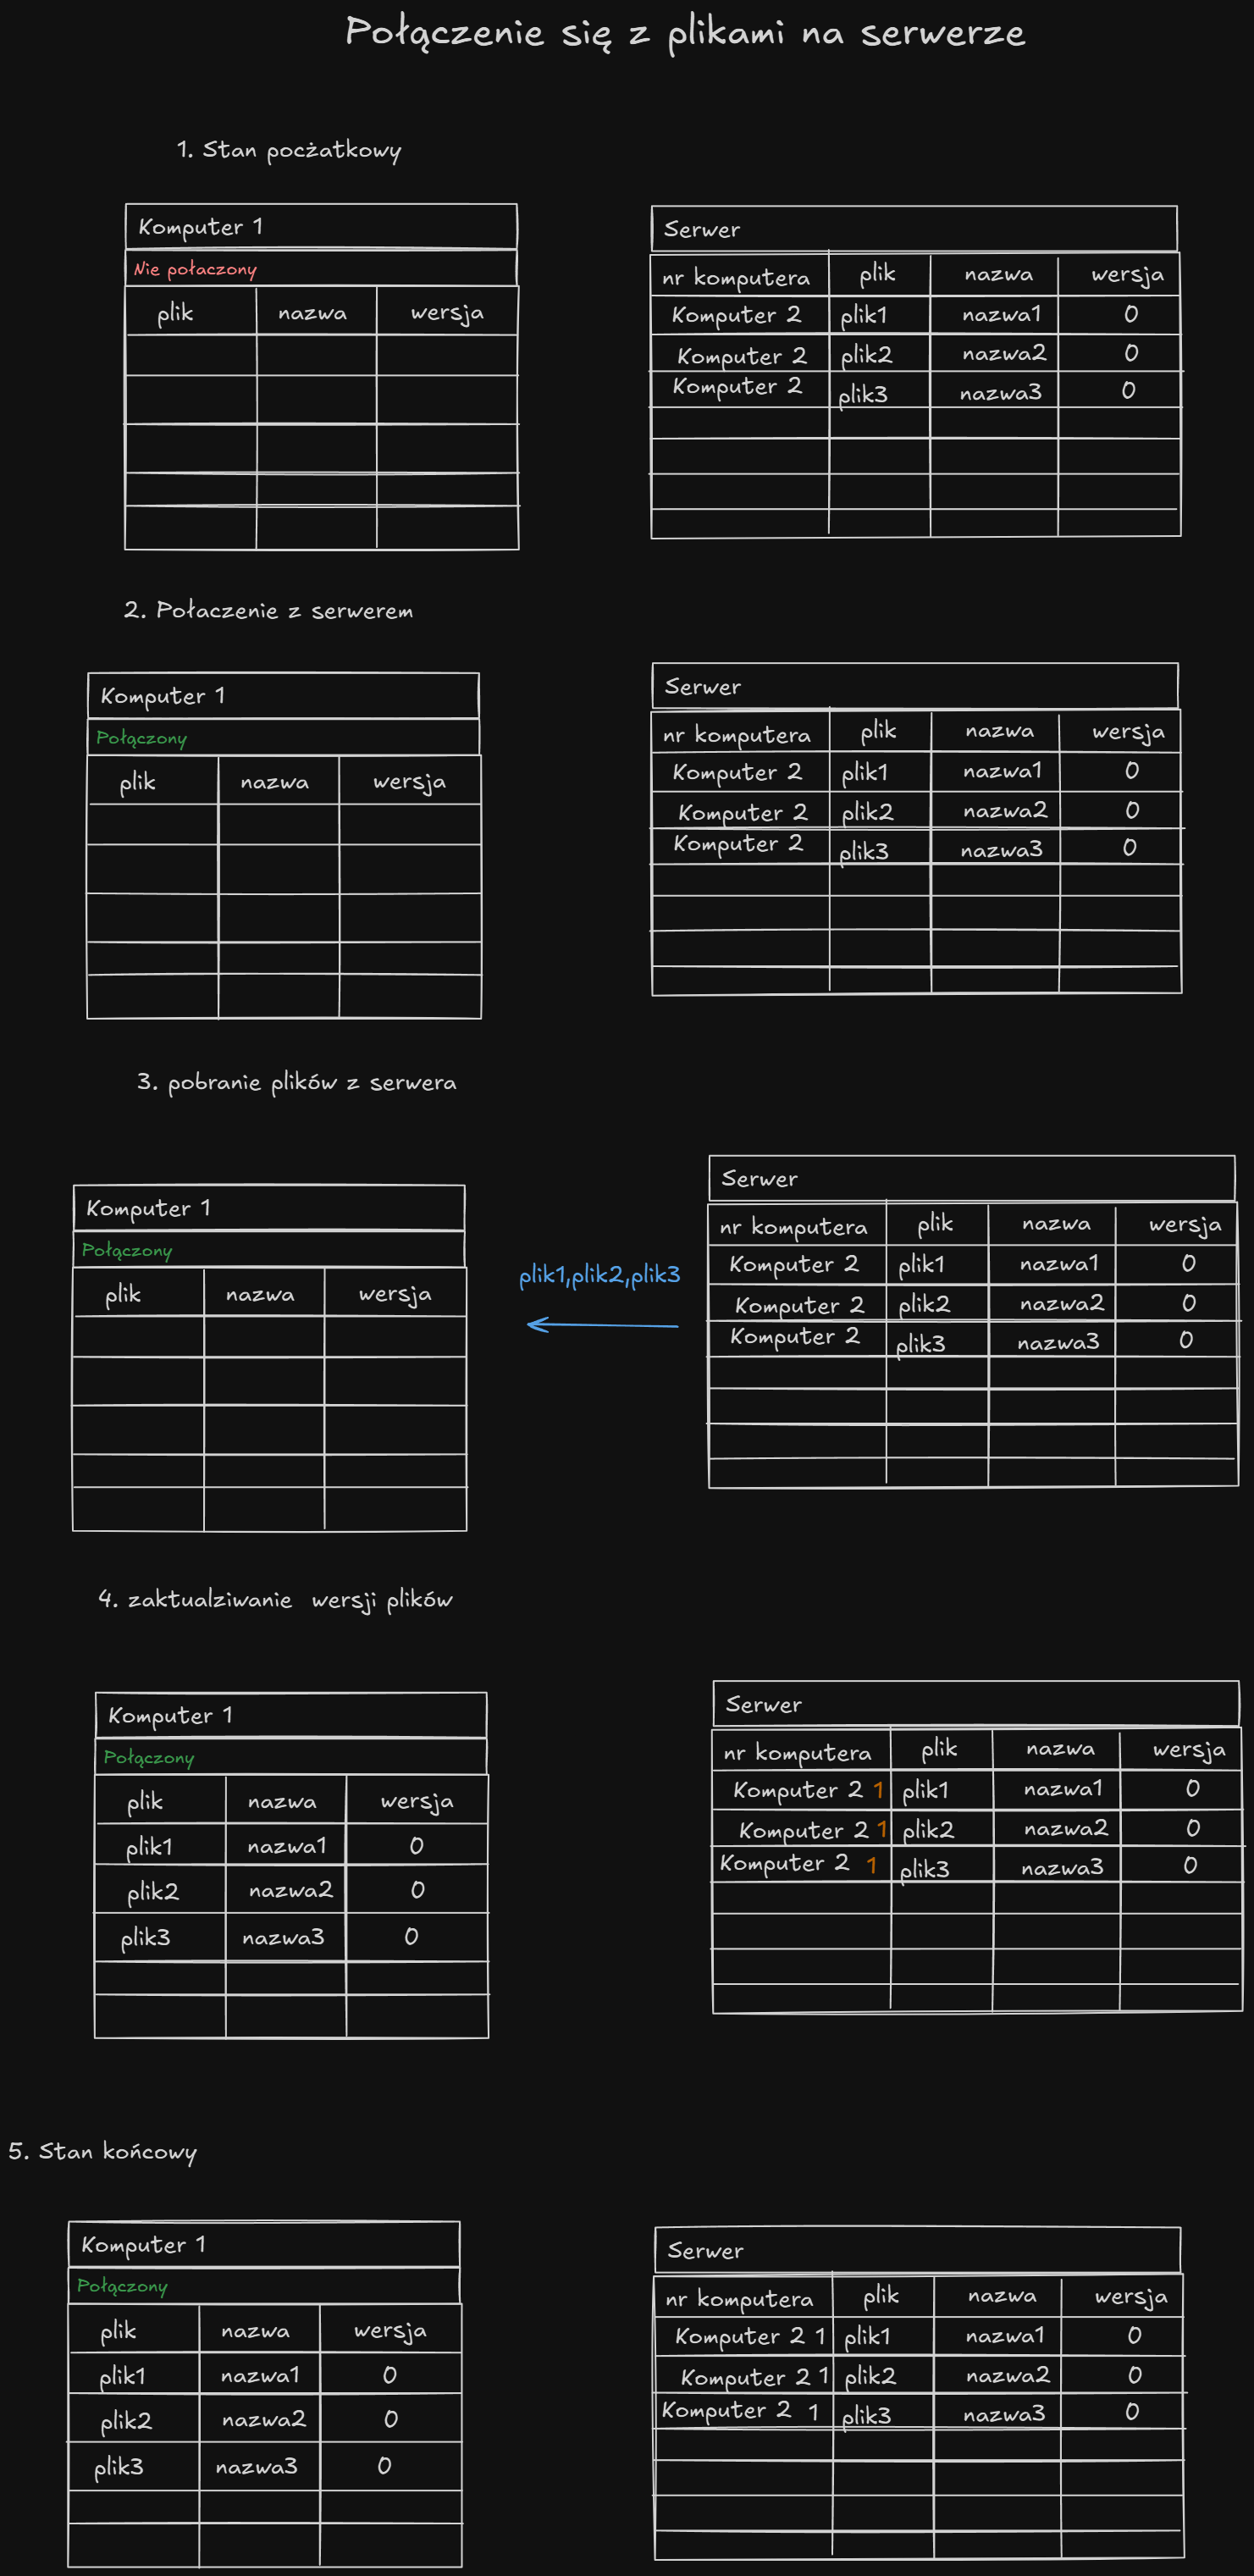 Połączenie się z plikami na serwerze
1. Stan poczżatkowy
Komputer 1
Nie połaczony
plik nazwa wersja
Serwer
nr komputera plik nazwa wersja
Komputer 2 plik1 nazwa1 0
Komputer 2 plik2 nazwa2 0
Komputer 2 plik3 nazwa3 0
2. Połaczenie z serwerem
Komputer 1
Połączony
plik nazwa wersja
Serwer
nr komputera plik nazwa wersja
Komputer 2 plik1 nazwa1 0
Komputer 2 plik2 nazwa2 0
Komputer 2 plik3 nazwa3 0
3. pobranie plików z serwera
Komputer 1
Połączony
plik nazwa wersja
plik1,plik2,plik3
Serwer
nr komputera plik nazwa wersja
Komputer 2 plik1 nazwa1 0
Komputer 2 plik2 nazwa2 0
Komputer 2 plik3 nazwa3 0
4. zaktualziwanie wersji plików
Komputer 1
Połączony
plik nazwa wersja
plik1 nazwa1 0
plik2 nazwa2 0
plik3 nazwa3 0
Serwer
nr komputera plik nazwa wersja
Komputer 2 1 plik1 nazwa1 0
Komputer 2 1 plik2 nazwa2 0
Komputer 2 1 plik3 nazwa3 0
5. Stan końcowy
Komputer 1
Połączony
plik nazwa wersja
plik1 nazwa1 0
plik2 nazwa2 0
plik3 nazwa3 0
Serwer
nr komputera plik nazwa wersja
Komputer 2 1 plik1 nazwa1 0
Komputer 2 1 plik2 nazwa2 0
Komputer 2 1 plik3 nazwa3 0